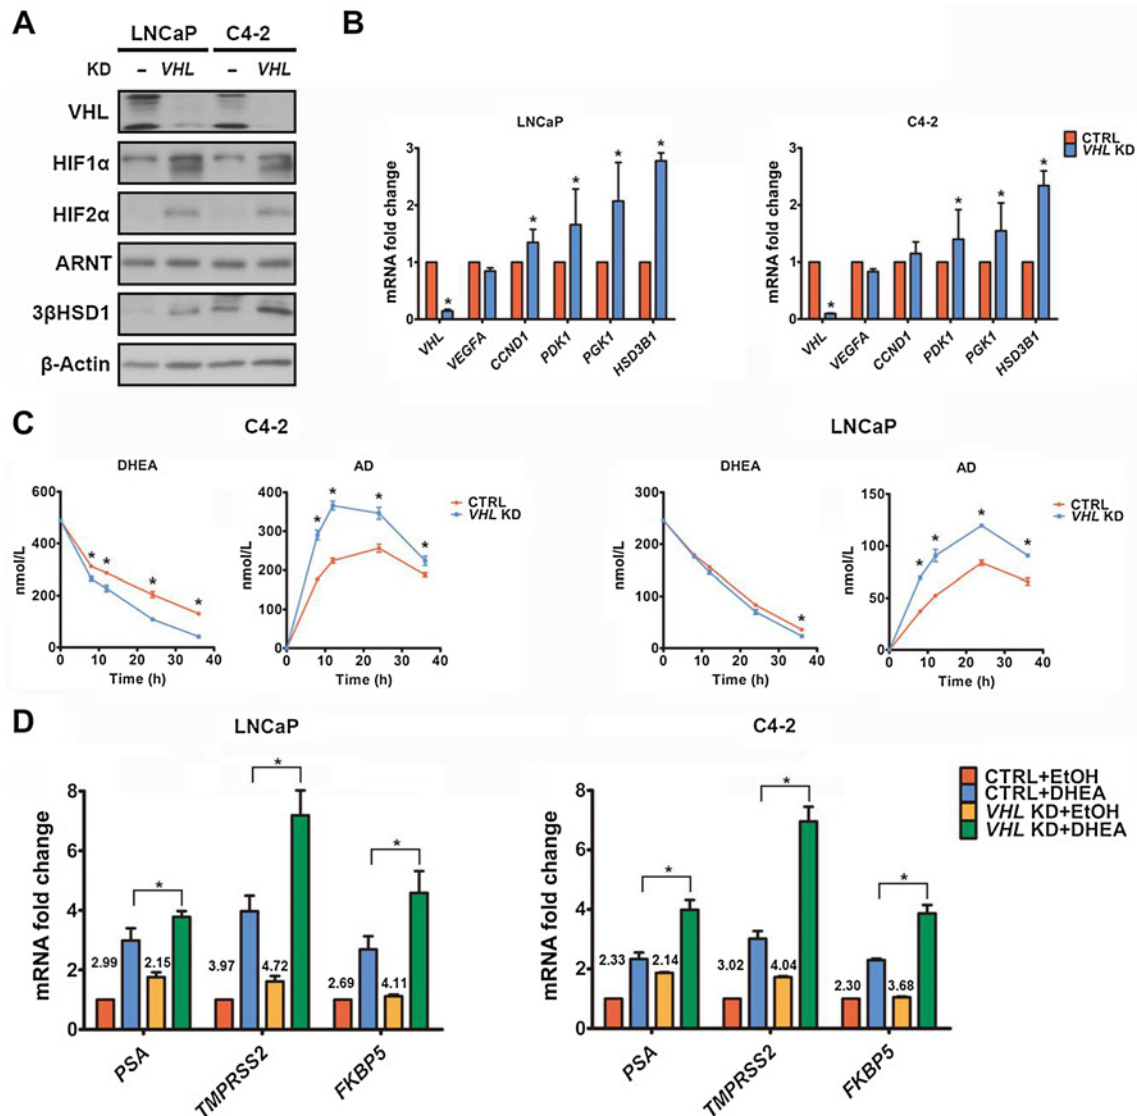 A
LNCaP C4-2
KD – VHL – VHL
VHL
HIF1α
HIF2α
ARNT
3βHSD1
β-Actin
B
LNCaP
mRNA fold change
3
2
1
0
VHL VEGFA CCND1 PDK1 PGK1 HSD3B1
* * * * *
C4-2
mRNA fold change
3
2
1
0
VHL VEGFA CCND1 PDK1 PGK1 HSD3B1
* * * *
CTRL
VHL KD
C
C4-2
DHEA
nmol/L
600
400
200
0
0 10 20 30 40
Time (h)
* * * *
AD
nmol/L
400
300
200
100
0
0 10 20 30 40
Time (h)
* * * *
CTRL
VHL KD
LNCaP
DHEA
nmol/L
300
200
100
0
0 10 20 30 40
Time (h)
*
AD
nmol/L
150
100
50
0
0 10 20 30 40
Time (h)
* * * *
CTRL
VHL KD
D
LNCaP
mRNA fold change
8
6
4
2
0
* * *
2.99 2.15 3.97 4.72 2.69 4.11
PSA TMPRSS2 FKBP5
C4-2
mRNA fold change
8
6
4
2
0
* * *
2.33 2.14 3.02 4.04 2.30 3.68
PSA TMPRSS2 FKBP5
CTRL+EtOH
CTRL+DHEA
VHL KD+EtOH
VHL KD+DHEA